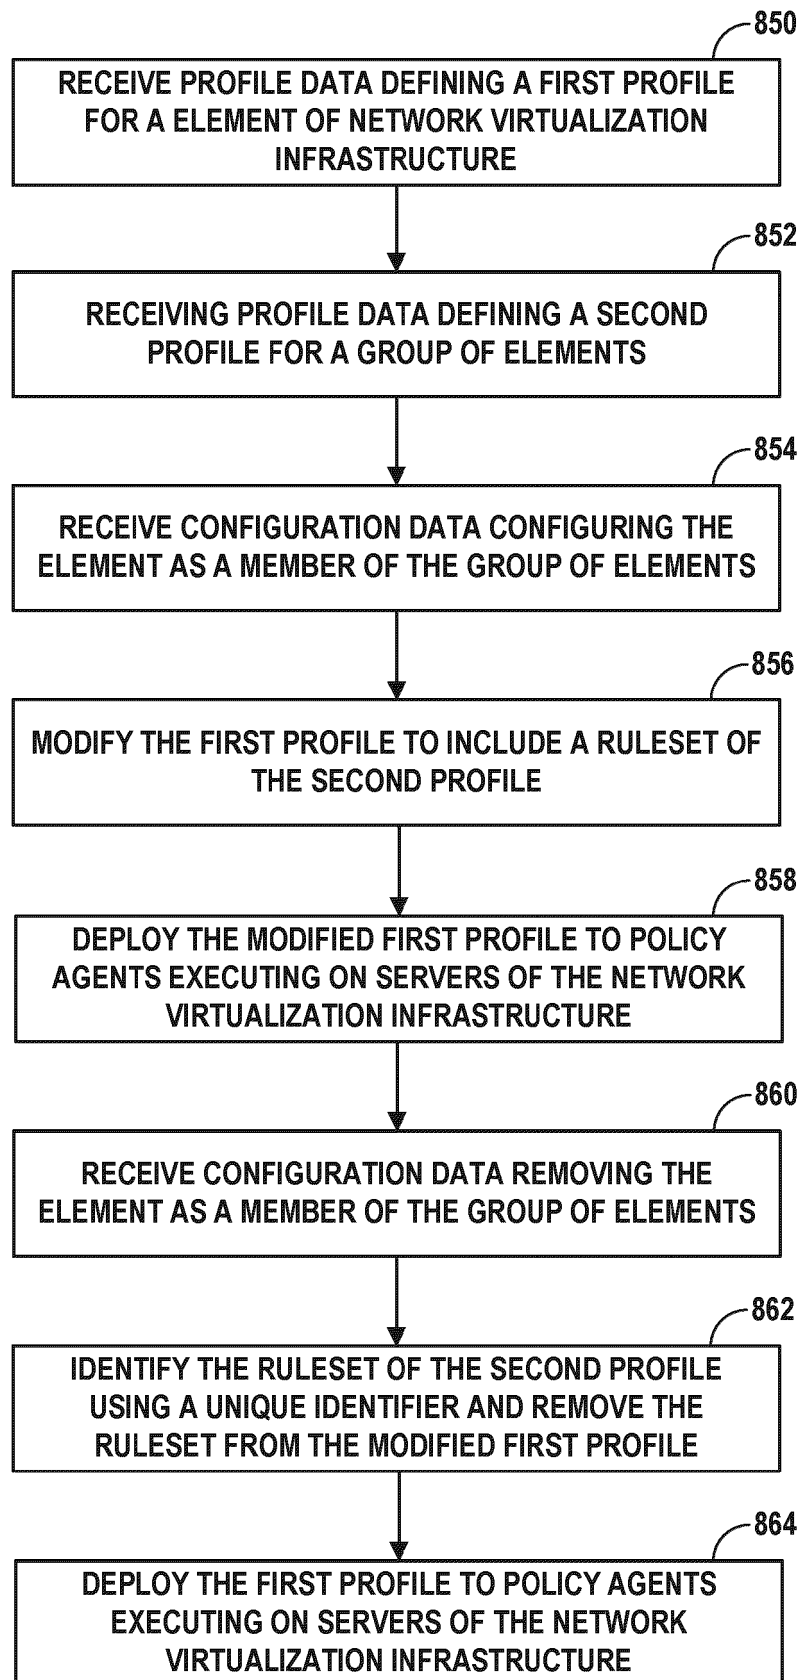 850
RECEIVE PROFILE DATA DEFINING A FIRST PROFILE
FOR A ELEMENT OF NETWORK VIRTUALIZATION
INFRASTRUCTURE
852
RECEIVING PROFILE DATA DEFINING A SECOND
PROFILE FOR A GROUP OF ELEMENTS
854
RECEIVE CONFIGURATION DATA CONFIGURING THE
ELEMENT AS A MEMBER OF THE GROUP OF ELEMENTS
856
MODIFY THE FIRST PROFILE TO INCLUDE A RULESET OF
THE SECOND PROFILE
858
DEPLOY THE MODIFIED FIRST PROFILE TO POLICY
AGENTS EXECUTING ON SERVERS OF THE NETWORK
VIRTUALIZATION INFRASTRUCTURE
860
RECEIVE CONFIGURATION DATA REMOVING THE
ELEMENT AS A MEMBER OF THE GROUP OF ELEMENTS
862
IDENTIFY THE RULESET OF THE SECOND PROFILE
USING A UNIQUE IDENTIFIER AND REMOVE THE
RULESET FROM THE MODIFIED FIRST PROFILE
864
DEPLOY THE FIRST PROFILE TO POLICY AGENTS
EXECUTING ON SERVERS OF THE NETWORK
VIRTUALIZATION INFRASTRUCTURE